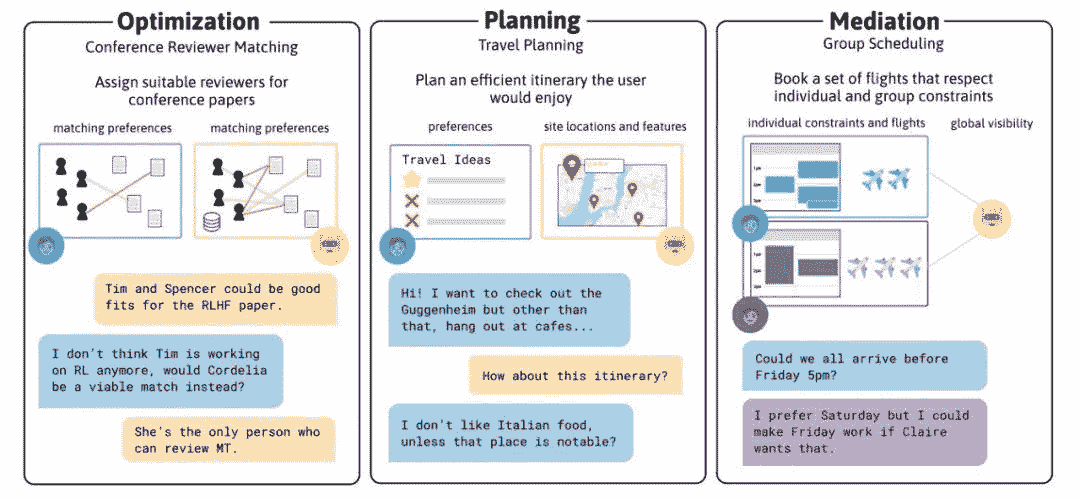 Optimization
Conference Reviewer Matching
Assign suitable reviewers for
conference papers
matching preferences
matching preferences
Tim and Spencer could be good
fits for the RLHF paper.
I don't think Tim is working
on RL anymore, would Cordelia
be a viable match instead?
She's the only person who
can review MT.
Planning
Travel Planning
Plan an efficient itinerary the user
would enjoy
preferences
site locations and features
Travel Ideas
Hi! I want to check out the
Guggenheim but other than
that, hang out at cafes...
How about this itinerary?
I don't like Italian food,
unless that place is notable?
Mediation
Group Scheduling
Book a set of flights that respect
individual and group constraints
individual constraints and flights
global visibility
Could we all arrive before
Friday 5pm?
I prefer Saturday but I could
make Friday work if Claire
wants that.